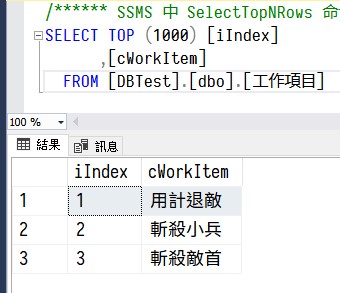 /****** SSMS 中 SelectTopNRows 命
SELECT TOP (1000) [iIndex]
,[cWorkItem]
FROM [DBTest].[dbo].[工作項目]
100 %
結果 訊息
iIndex cWorkItem
1 1 用計退敵
2 2 斬殺小兵
3 3 斬殺敵首